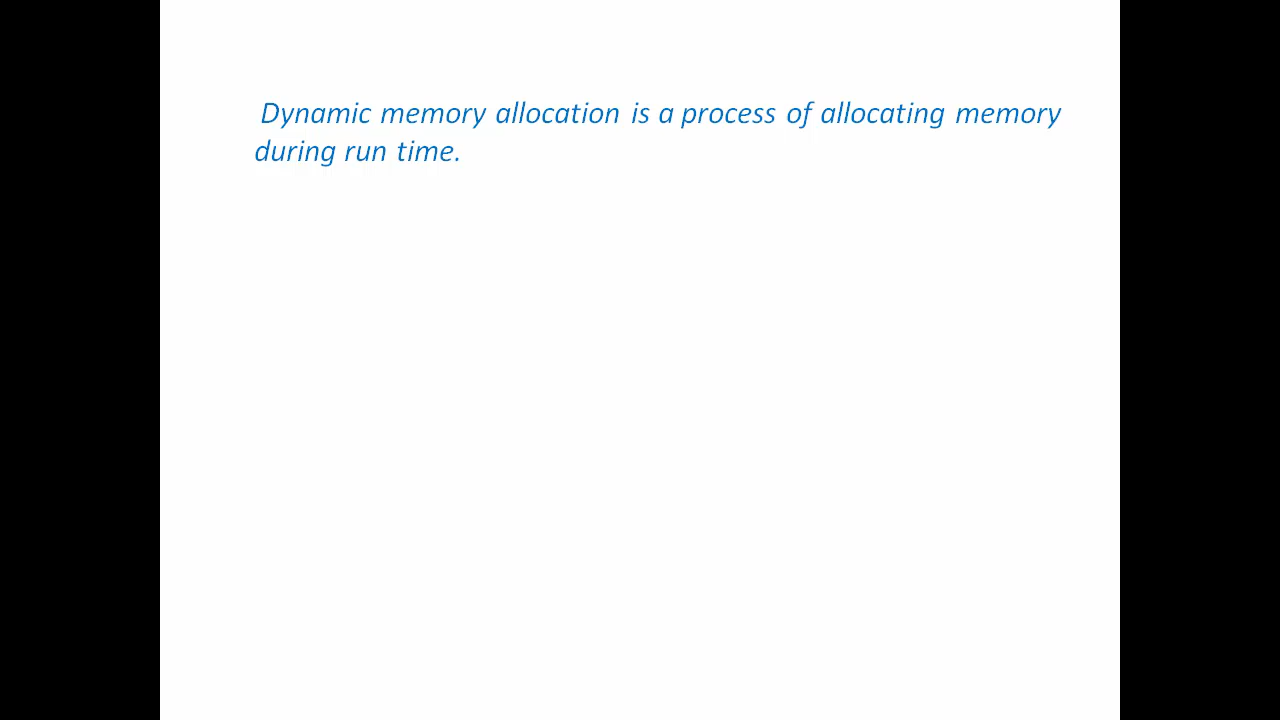 Dynamic memory allocation is a process of allocating memory
during run time.